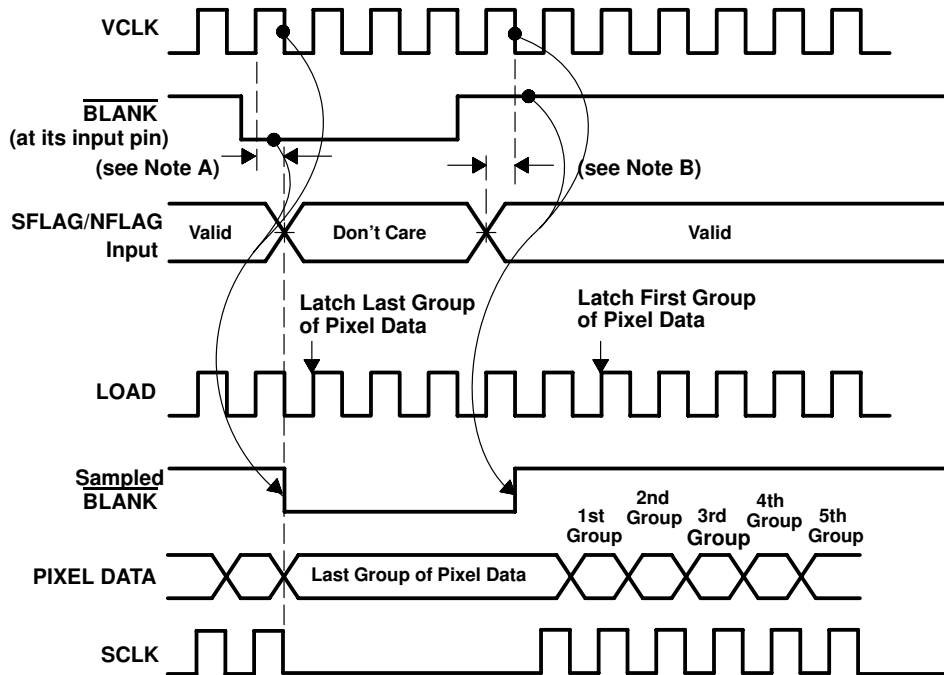 VCLK
BLANK
(at its input pin)
(see Note A)
(see Note B)
SFLAG/NFLAG
Input
Valid
Don't Care
Valid
Latch Last Group
of Pixel Data
Latch First Group
of Pixel Data
LOAD
Sampled
BLANK
1st
Group
2nd
Group
3rd
Group
4th
Group
5th
Group
PIXEL DATA
Last Group of Pixel Data
SCLK